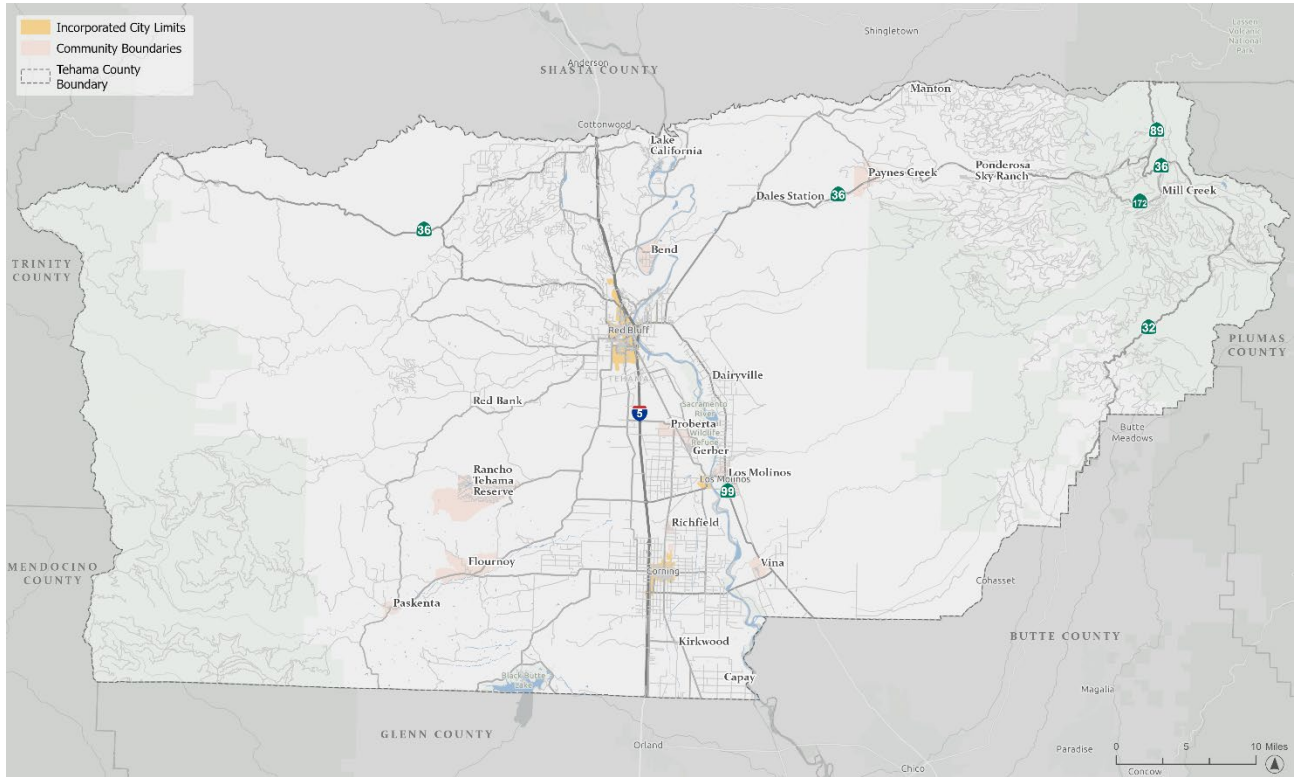 Incorporated City Limits
Community Boundaries
Tehama County
Boundary
Shingletown
Lassen
Volcanic
National
Park
Anderson
SHASTA COUNTY
Cottonwood
Manton
Lake
California
89
36
Ponderosa
Sky Ranch
Paynes Creek
Dales Station
36
172
Mill Creek
36
Bend
TRINITY
COUNTY
Red Bluff
32
PLUMAS
COUNTY
TEHAMA
Dairyville
Red Bank
5
Sacramento
River
Wildlife
Refuge
Proberta
Gerber
Butte
Meadows
Rancho
Tehama
Reserve
Los Molinos
Los Molinos
99
Richfield
Flournoy
Corning
Vina
MENDOCINO
COUNTY
Cohasset
Paskenta
Kirkwood
BUTTE COUNTY
Black Butte
Lake
Capay
Magalia
GLENN COUNTY
Orland
Paradise
Chico
Concow
0 5 10 Miles